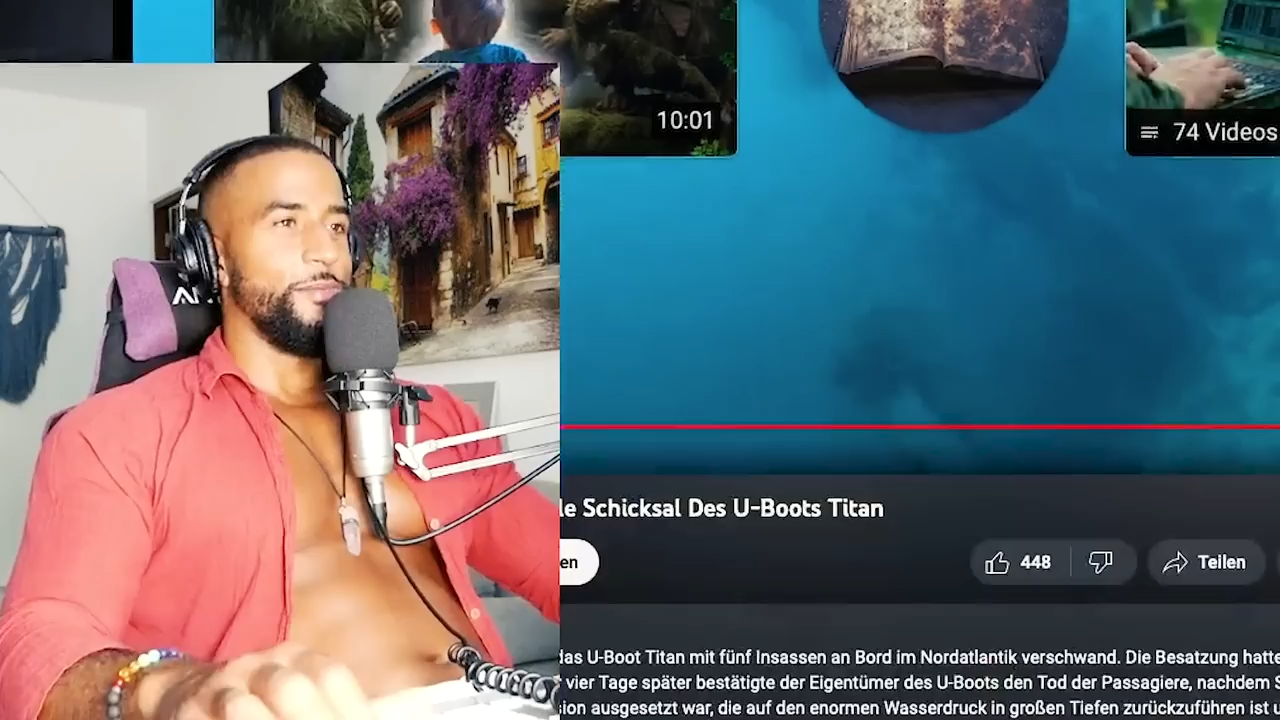 10:01
74 Videos
le Schicksal Des U-Boots Titan
en
448
Teilen
das U-Boot Titan mit fünf Insassen an Bord im Nordatlantik verschwand. Die Besatzung hatte
vier Tage später bestätigte der Eigentümer des U-Boots den Tod der Passagiere, nachdem S
sion ausgesetzt war, die auf den enormen Wasserdruck in großen Tiefen zurückzuführen ist u